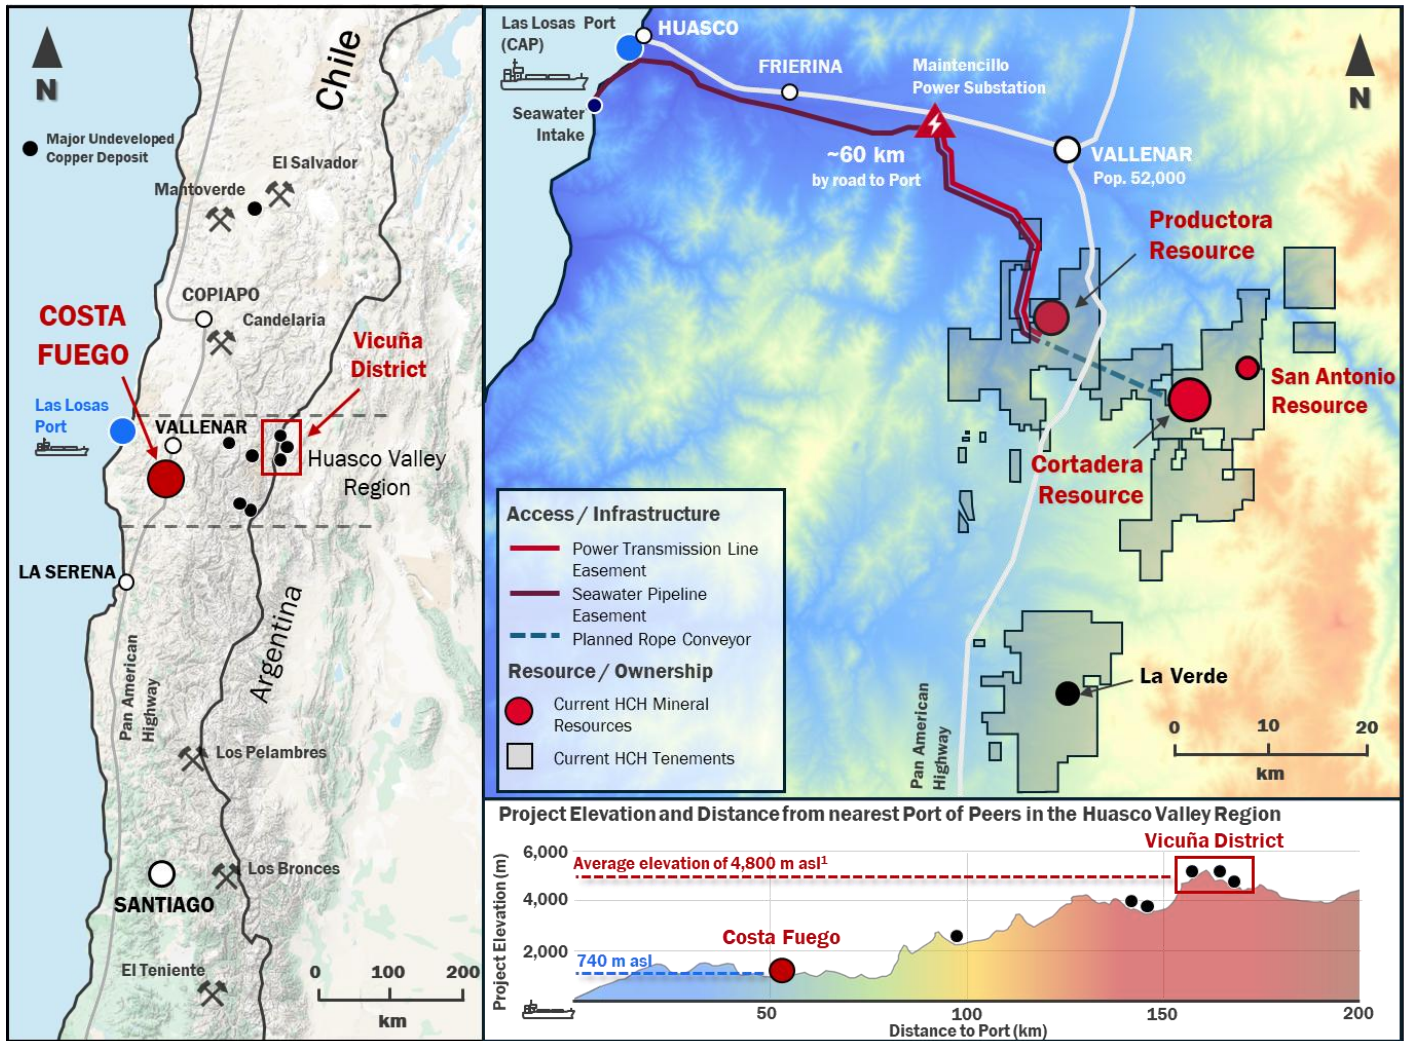 Chile
N
Major Undeveloped
Copper Deposit
El Salvador
Mantoverde
COPIAPO
Candelaria
COSTA
FUEGO
Vicuña
District
Las Losas
Port
VALLENAR
Huasco Valley
Region
LA SERENA
Argentina
Pan American
Highway
Los Pelambres
Los Bronces
SANTIAGO
El Teniente
0 100 200
km
Las Losas Port
(CAP)
HUASCO
FRIERINA
Maintencillo
Power Substation
N
Seawater
Intake
~60 km
by road to Port
VALLENAR
Pop. 52,000
Productora
Resource
San Antonio
Resource
Cortadera
Resource
Access / Infrastructure
Power Transmission Line
Easement
Seawater Pipeline
Easement
Planned Rope Conveyor
Resource / Ownership
Current HCH Mineral
Resources
Current HCH Tenements
Pan American
Highway
La Verde
0 10 20
km
Project Elevation and Distance from nearest Port of Peers in the Huasco Valley Region
Vicuña District
6,000
Average elevation of 4,800 m asl¹
4,000
Costa Fuego
2,000
740 m asl
Project Elevation (m)
50 100 150 200
Distance to Port (km)